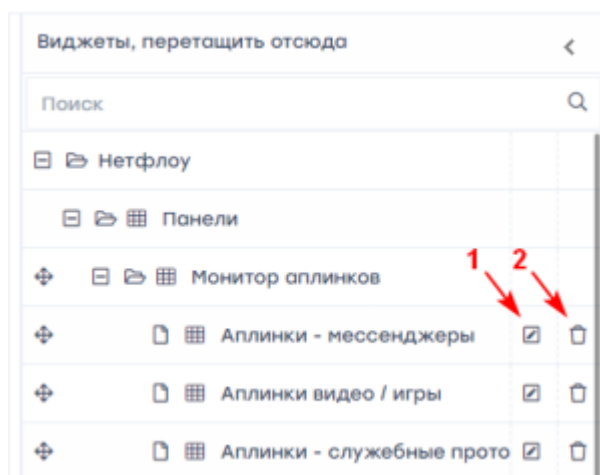 Виджеты, перетащить отсюда
Поиск
Нетфлоу
Панели
1 2
Монитор аплинков
Аплинки - мессенджеры
Аплинки видео / игры
Аплинки - служебные прото